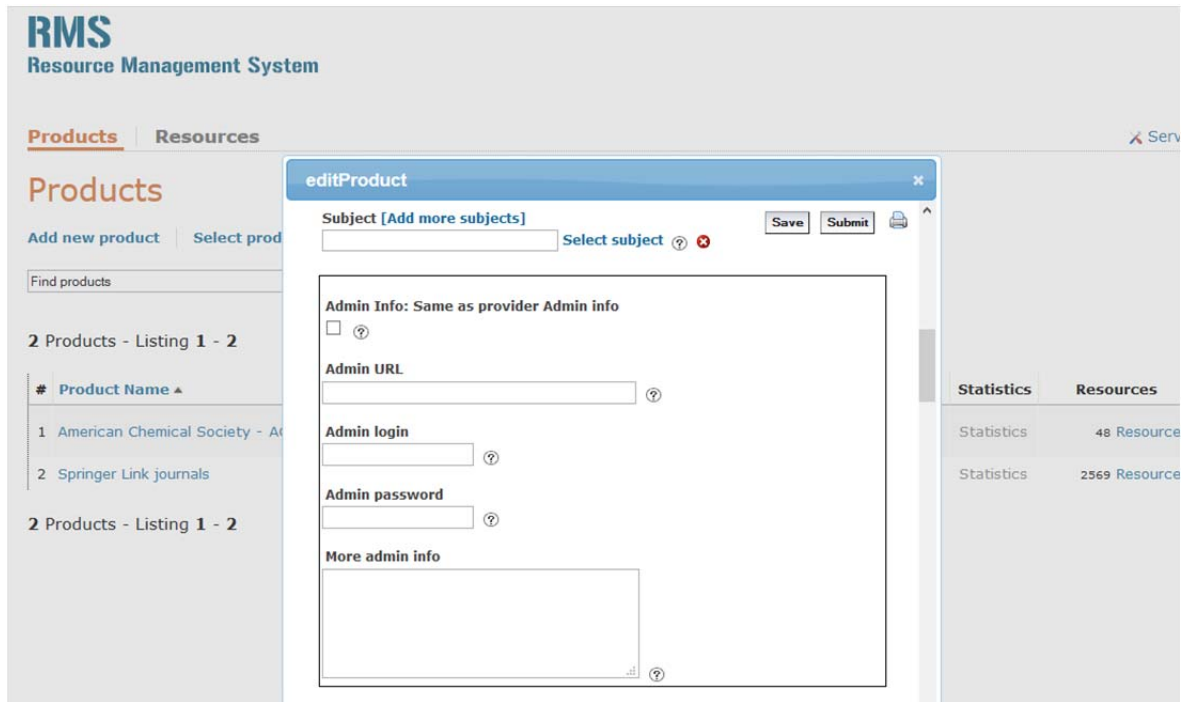 RMS
Resource Management System
Products Resources
Serv
Products
Add new product Select prod
Find products
2 Products - Listing 1 - 2
# Product Name Statistics Resources
1 American Chemical Society - AC Statistics 48 Resource
2 Springer Link journals Statistics 2569 Resource
2 Products - Listing 1 - 2
editProduct
Subject [Add more subjects]
Save Submit
Select subject
Admin Info: Same as provider Admin info
Admin URL
Admin login
Admin password
More admin info